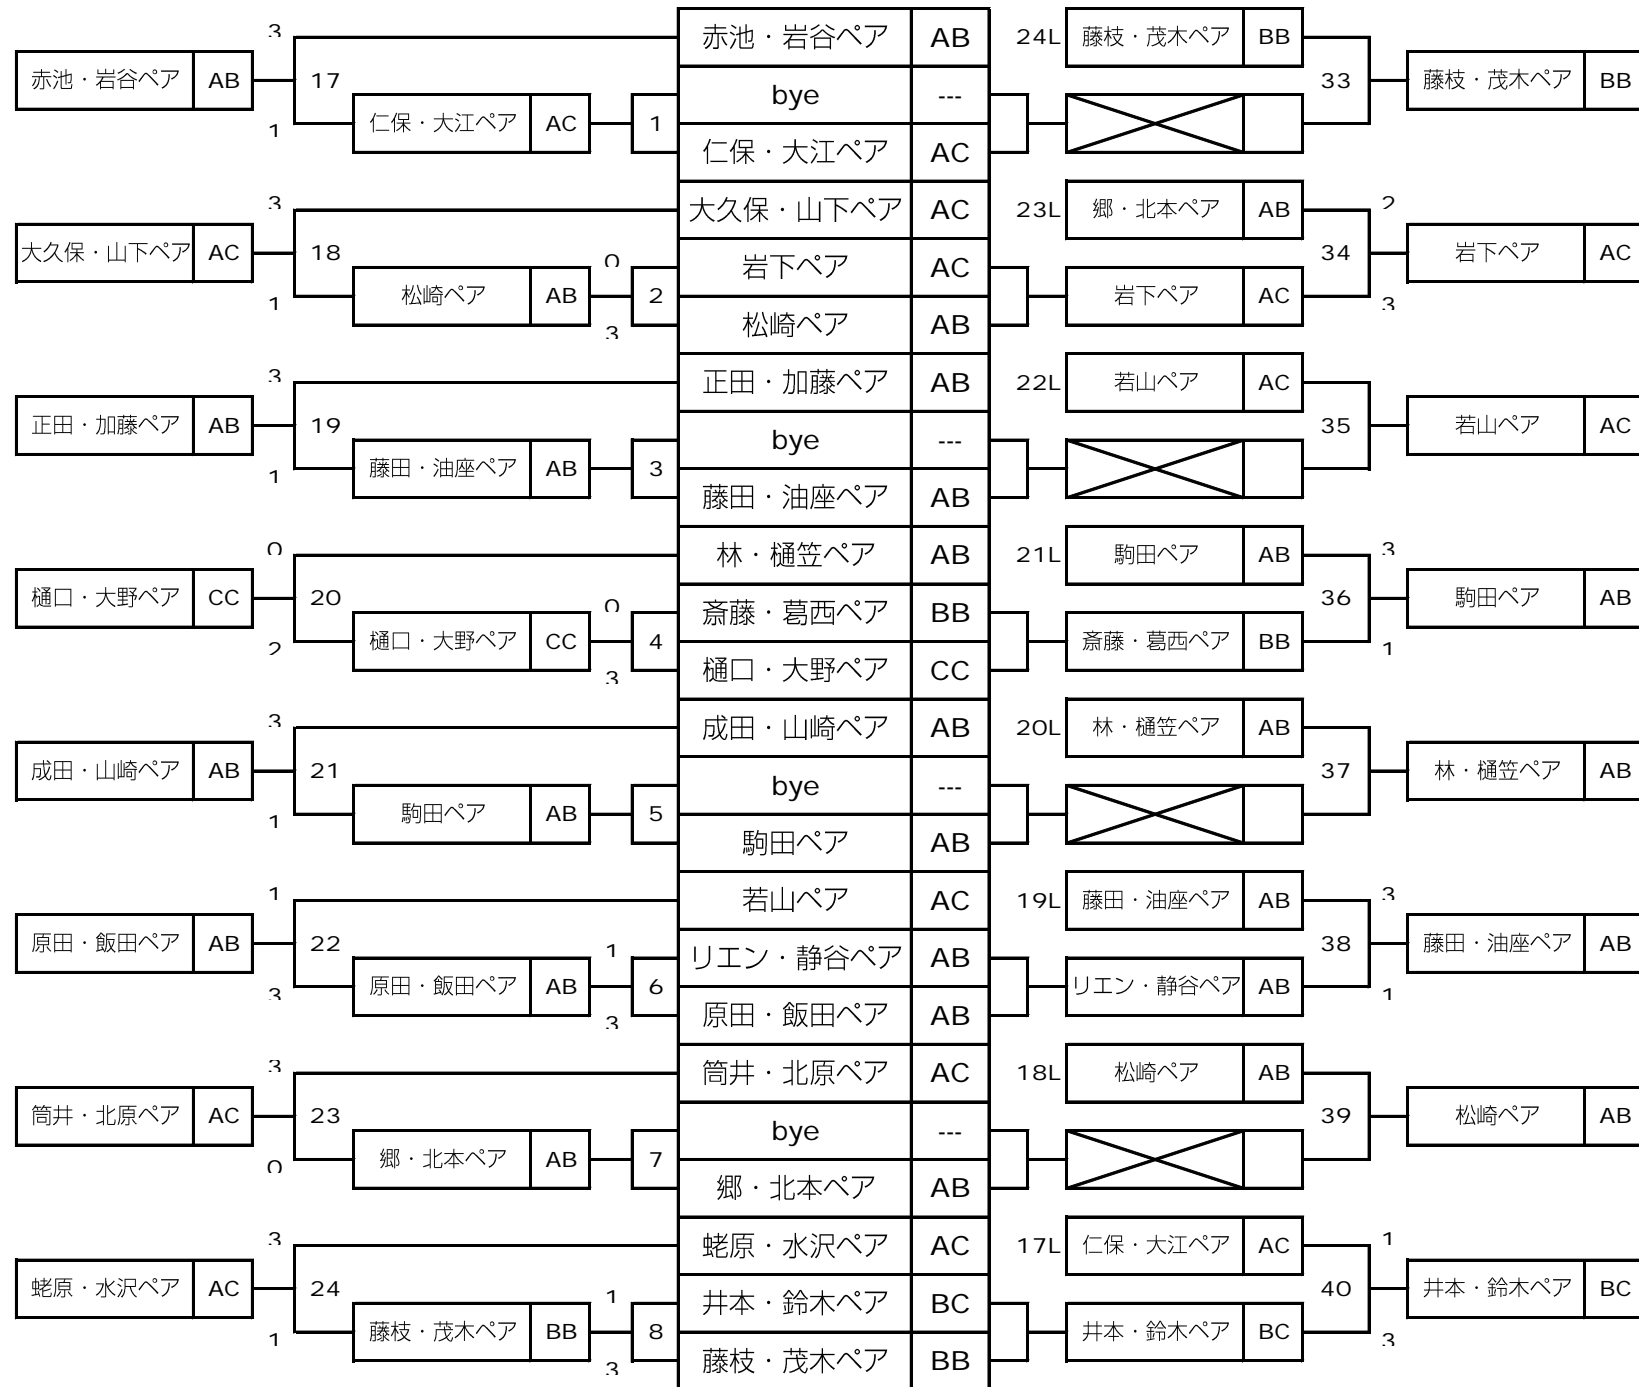 3 赤池・岩谷ペア AB 24L 藤枝・茂木ペア BB
赤池・岩谷ペア AB 17 bye --- 33 藤枝・茂木ペア BB
1 仁保・大江ペア AC 1
仁保・大江ペア AC
3 大久保・山下ペア AC 23L 郷・北本ペア AB 2
大久保・山下ペア AC 18 0 岩下ペア AC 34 岩下ペア AC
1 松崎ペア AB 2 岩下ペア AC 3
3 松崎ペア AB
3 正田・加藤ペア AB 22L 若山ペア AC
正田・加藤ペア AB 19 bye --- 35 若山ペア AC
1 藤田・油座ペア AB 3
藤田・油座ペア AB
0 林・樋笠ペア AB 21L 駒田ペア AB 3
樋口・大野ペア CC 20 0 斎藤・葛西ペア BB 36 駒田ペア AB
2 樋口・大野ペア CC 4 斎藤・葛西ペア BB 1
3 樋口・大野ペア CC
3 成田・山崎ペア AB 20L 林・樋笠ペア AB
成田・山崎ペア AB 21 bye --- 37 林・樋笠ペア AB
1 駒田ペア AB 5
駒田ペア AB
1 若山ペア AC 19L 藤田・油座ペア AB 3
原田・飯田ペア AB 22 1 リエン・静谷ペア AB 38 藤田・油座ペア AB
3 原田・飯田ペア AB 6 リエン・静谷ペア AB 1
3 原田・飯田ペア AB
3 筒井・北原ペア AC 18L 松崎ペア AB
筒井・北原ペア AC 23 bye --- 39 松崎ペア AB
0 郷・北本ペア AB 7
郷・北本ペア AB
3 蛯原・水沢ペア AC 17L 仁保・大江ペア AC 1
蛯原・水沢ペア AC 24 1 井本・鈴木ペア BC 40 井本・鈴木ペア BC
1 藤枝・茂木ペア BB 8 井本・鈴木ペア BC 3
3 藤枝・茂木ペア BB